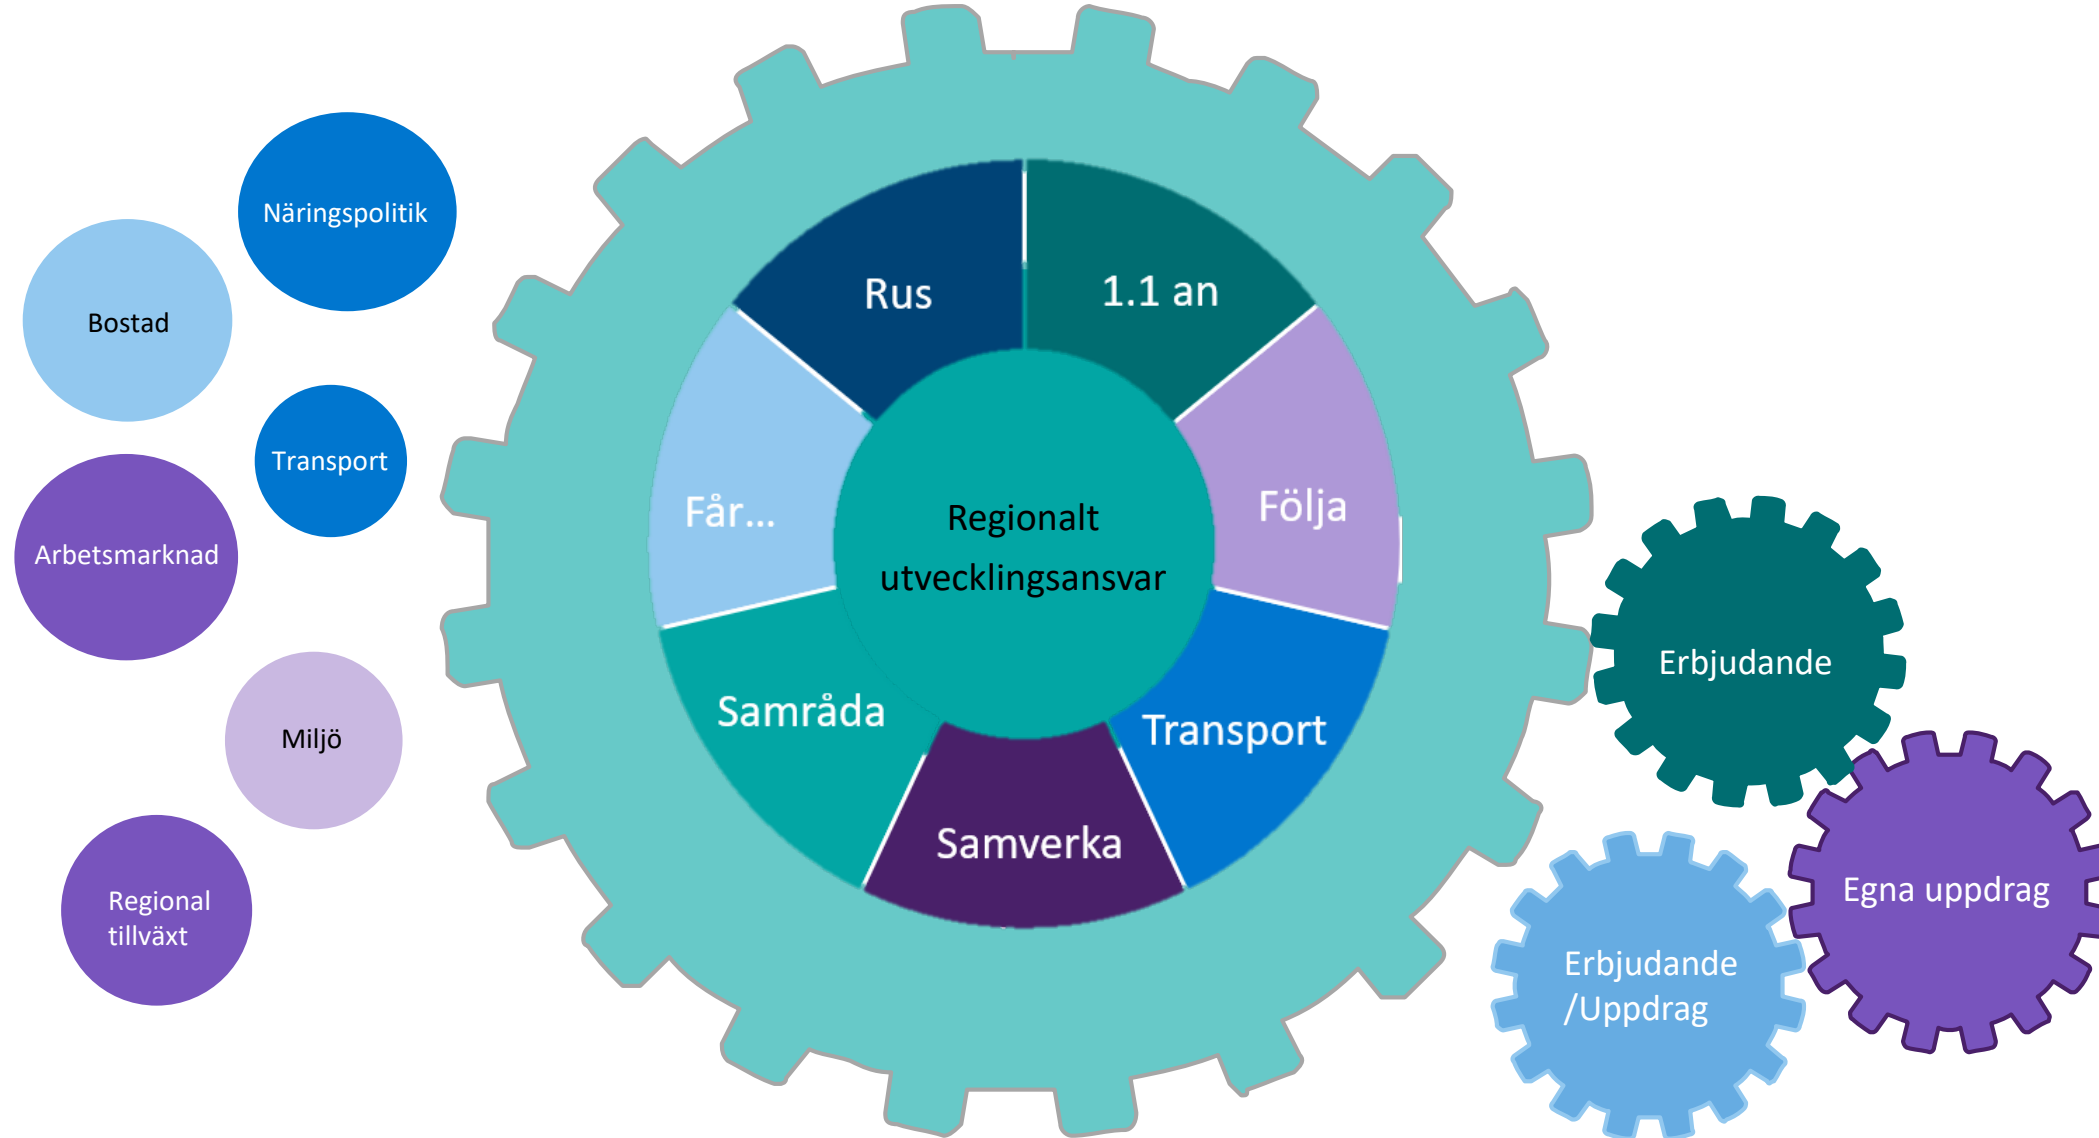 Näringspolitik
Bostad
Transport
Arbetsmarknad
Miljö
Regional
tillväxt
Rus
1.1 an
Får...
Följa
Regionalt
utvecklingsansvar
Samråda
Transport
Samverka
Erbjudande
Egna uppdrag
Erbjudande
/Uppdrag